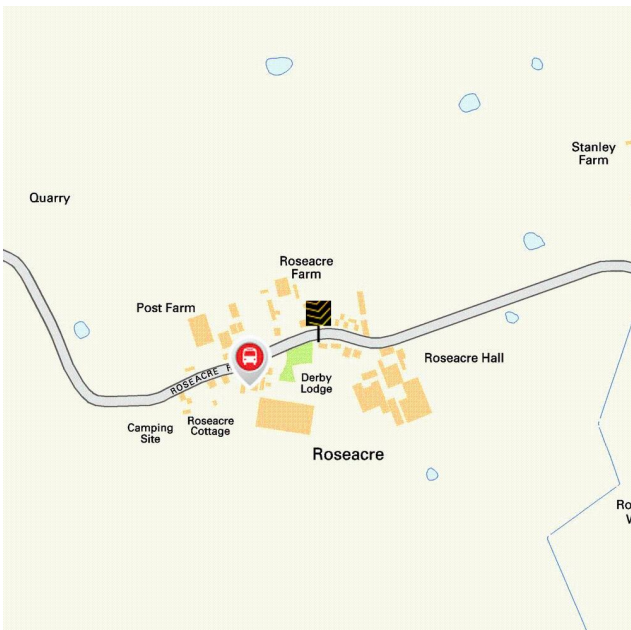 Stanley
Farm
Quarry
Roseacre
Farm
Post Farm
Roseacre Hall
ROSEACRE
Derby
Lodge
Roseacre
Cottage
Camping
Site
Roseacre